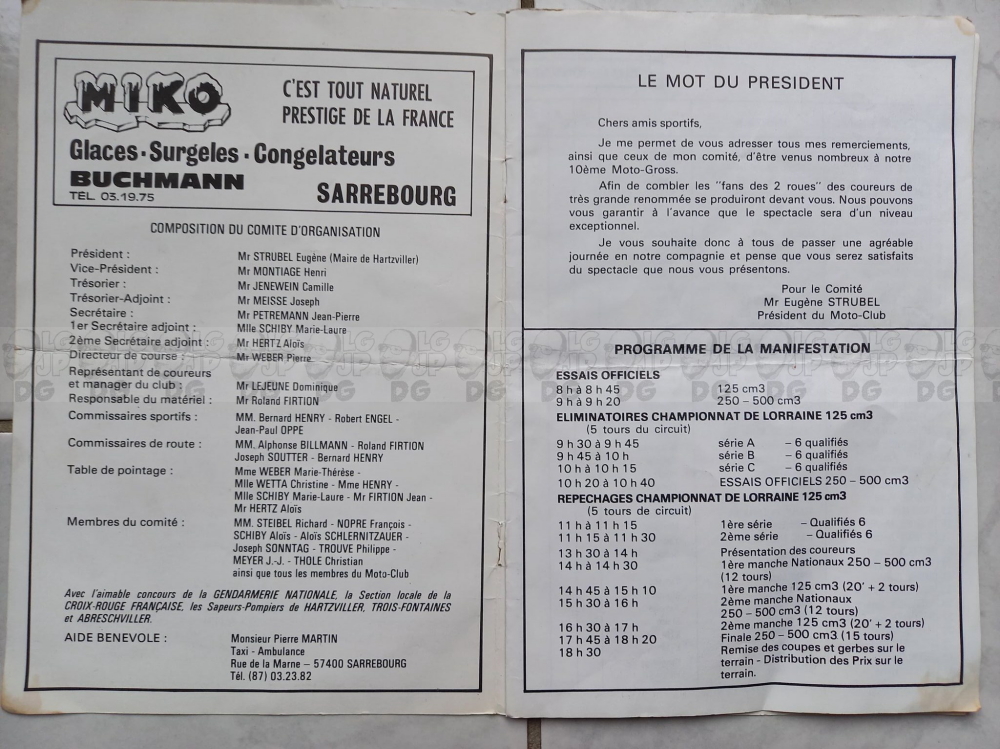 MIKO
C'EST TOUT NATUREL
PRESTIGE DE LA FRANCE
Glaces · Surgeles · Congelateurs
BUCHMANN
TÉL. 03.19.75
SARREBOURG
COMPOSITION DU COMITE D'ORGANISATION
Président : Mr STRUBEL Eugène (Maire de Hartzviller)
Vice-Président : Mr MONTIAGE Henri
Trésorier : Mr JENEWEIN Camille
Trésorier-Adjoint : Mr MEISSE Joseph
Secrétaire : Mr PETREMANN Jean-Pierre
1er Secrétaire adjoint : Mlle SCHIBY Marie-Laure
2ème Secrétaire adjoint : Mr HERTZ Aloïs
Directeur de course : Mr WEBER Pierre
Représentant de coureurs
et manager du club : Mr LEJEUNE Dominique
Responsable du matériel : Mr Roland FIRTION
Commissaires sportifs : MM. Bernard HENRY - Robert ENGEL -
Jean-Paul OPPE
Commissaires de route : MM. Alphonse BILLMANN - Roland FIRTION
Joseph SOUTTER - Bernard HENRY
Table de pointage : Mme WEBER Marie-Thérèse -
Mlle WETTA Christine - Mme HENRY -
Mlle SCHIBY Marie-Laure - Mr FIRTION Jean -
Mr HERTZ Aloïs
Membres du comité : MM. STEIBEL Richard - NOPRE François -
SCHIBY Aloïs - Aloïs SCHLERNITZAUER -
Joseph SONNTAG - TROUVE Philippe -
MEYER J.-J. - THOLE Christian
ainsi que tous les membres du Moto-Club
Avec l'aimable concours de la GENDARMERIE NATIONALE, la Section locale de la
CROIX-ROUGE FRANÇAISE, les Sapeurs-Pompiers de HARTZVILLER, TROIS-FONTAINES
et ABRESCHVILLER.
AIDE BENEVOLE : Monsieur Pierre MARTIN
Taxi - Ambulance
Rue de la Marne – 57400 SARREBOURG
Tél. (87) 03.23.82
LE MOT DU PRESIDENT
Chers amis sportifs,
Je me permet de vous adresser tous mes remerciements,
ainsi que ceux de mon comité, d'être venus nombreux à notre
10ème Moto-Gross.
Afin de combler les "fans des 2 roues" des coureurs de
très grande renommée se produiront devant vous. Nous pouvons
vous garantir à l'avance que le spectacle sera d'un niveau
exceptionnel.
Je vous souhaite donc à tous de passer une agréable
journée en notre compagnie et pense que vous serez satisfaits
du spectacle que nous vous présentons.
Pour le Comité
Mr Eugène STRUBEL
Président du Moto-Club
PROGRAMME DE LA MANIFESTATION
ESSAIS OFFICIELS
8 h à 8 h 45 125 cm3
9 h à 9 h 20 250 – 500 cm3
ELIMINATOIRES CHAMPIONNAT DE LORRAINE 125 cm3
(5 tours du circuit)
9 h 30 à 9 h 45 série A – 6 qualifiés
9 h 45 à 10 h série B – 6 qualifiés
10 h à 10 h 15 série C – 6 qualifiés
10 h 20 à 10 h 40 ESSAIS OFFICIELS 250 – 500 cm3
REPECHAGES CHAMPIONNAT DE LORRAINE 125 cm3
(5 tours de circuit)
11 h à 11 h 15 1ère série – Qualifiés 6
11 h 15 à 11 h 30 2ème série – Qualifiés 6
13 h 30 à 14 h Présentation des coureurs
14 h à 14 h 30 1ère manche Nationaux 250 – 500 cm3
(12 tours)
14 h 45 à 15 h 10 1ère manche 125 cm3 (20' + 2 tours)
15 h 30 à 16 h 2ème manche Nationaux
250 – 500 cm3 (12 tours)
16 h 30 à 17 h 2ème manche 125 cm3 (20' + 2 tours)
17 h 45 à 18 h 20 Finale 250 – 500 cm3 (15 tours)
18 h 30 Remise des coupes et gerbes sur le
terrain - Distribution des Prix sur le
terrain.